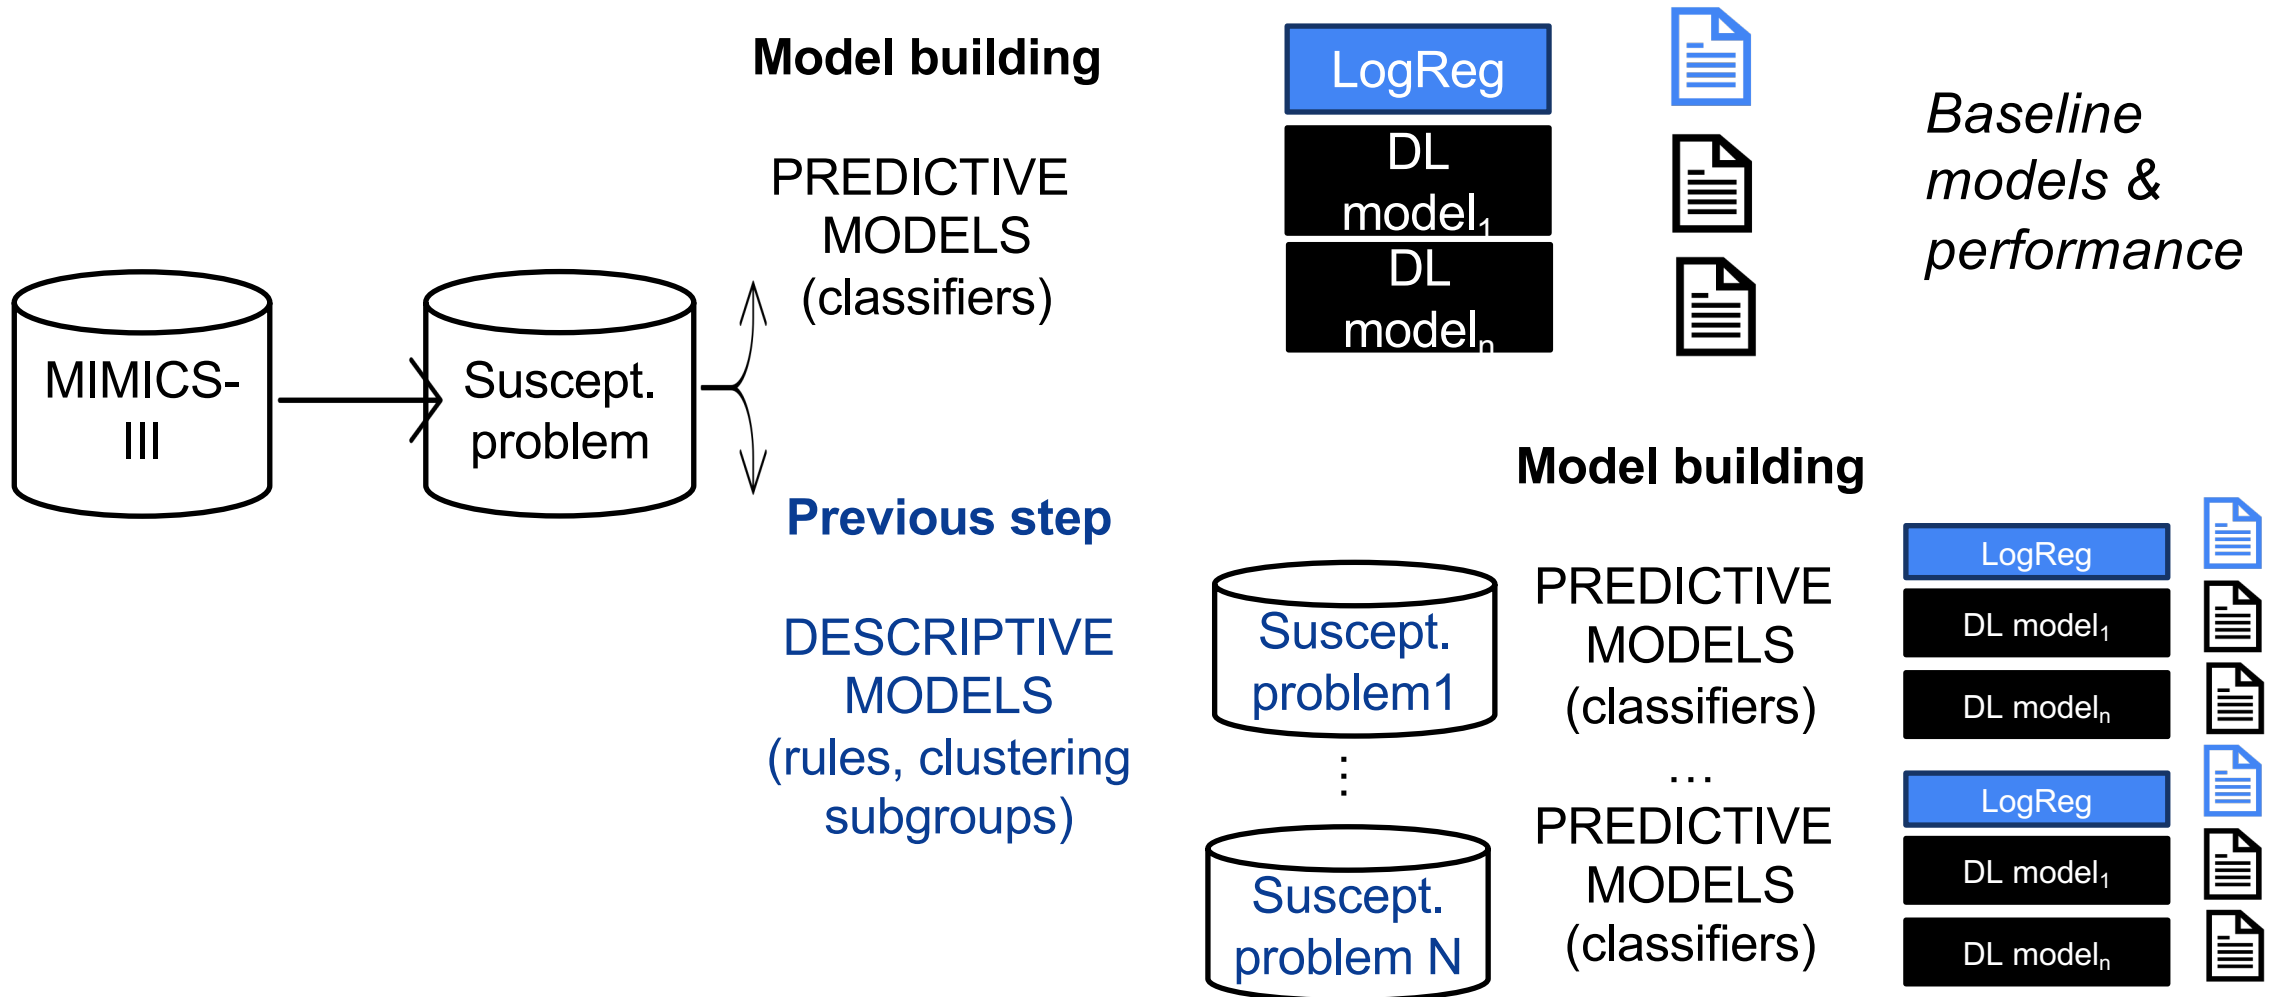 Model building
PREDICTIVE
MODELS
(classifiers)
LogReg
DL
model₁
DL
modelₙ
Baseline
models &
performance
MIMICS-
III
Suscept.
problem
Previous step
DESCRIPTIVE
MODELS
(rules, clustering
subgroups)
Model building
Suscept.
problem1
⋮
Suscept.
problem N
PREDICTIVE
MODELS
(classifiers)
…
PREDICTIVE
MODELS
(classifiers)
LogReg
DL model₁
DL modelₙ
LogReg
DL model₁
DL modelₙ